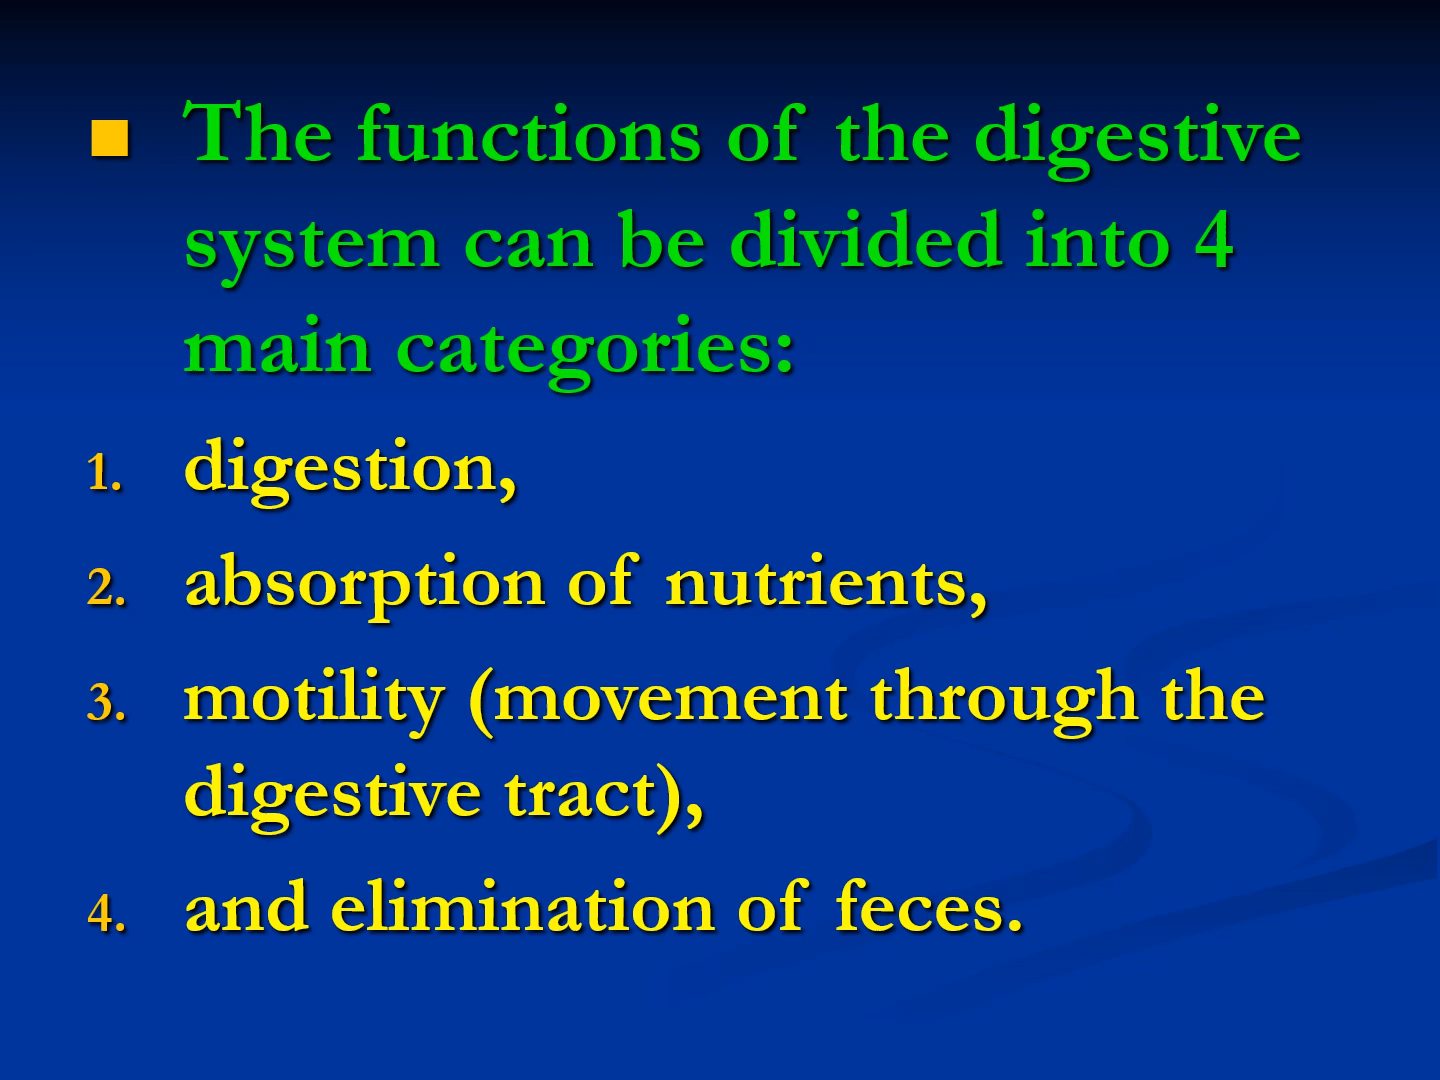 The functions of the digestive
system can be divided into 4
main categories:
1. digestion,
2. absorption of nutrients,
3. motility (movement through the
digestive tract),
4. and elimination of feces.